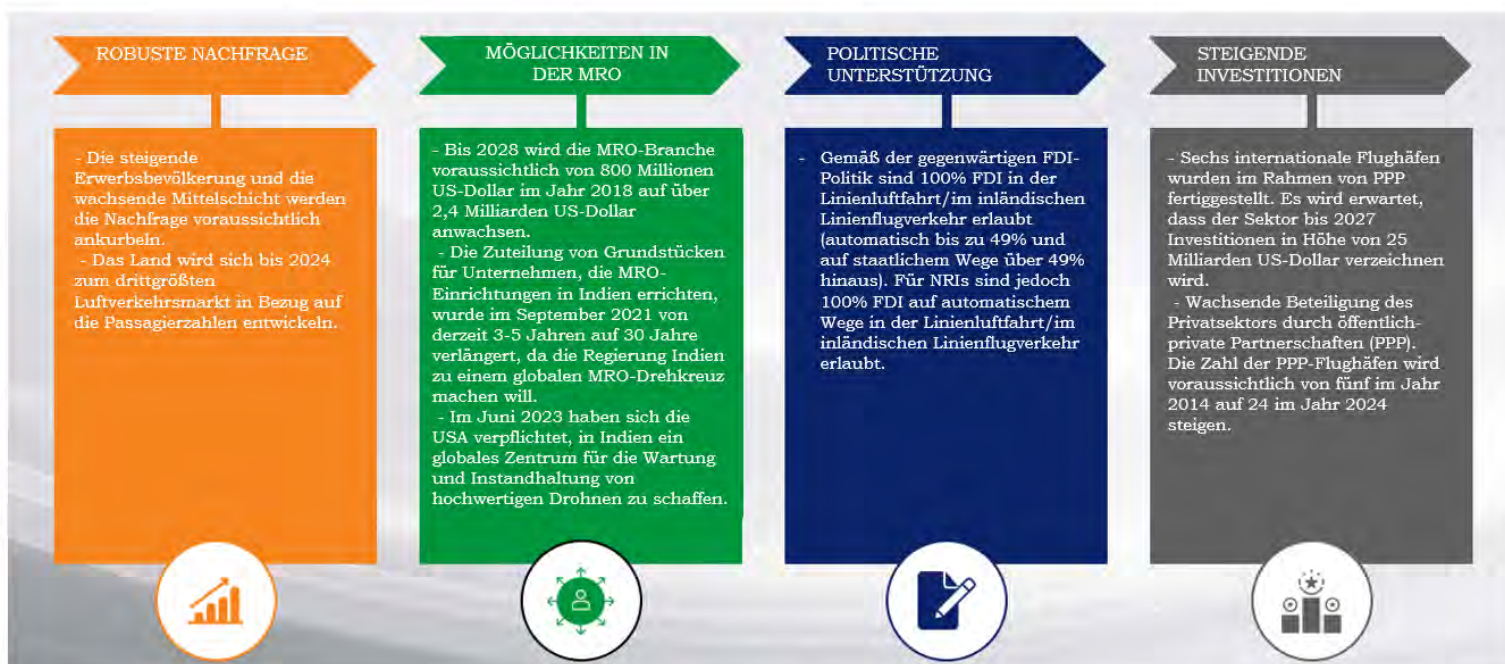 ROBUSTE NACHFRAGE
- Die steigende
Erwerbsbevölkerung und die
wachsende Mittelschicht werden
die Nachfrage voraussichtlich
ankurbeln.
- Das Land wird sich bis 2024
zum drittgrößten
Luftverkehrsmarkt in Bezug auf
die Passagierzahlen entwickeln.
MÖGLICHKEITEN IN
DER MRO
- Bis 2028 wird die MRO-Branche
voraussichtlich von 800 Millionen
US-Dollar im Jahr 2018 auf über
2,4 Milliarden US-Dollar
anwachsen.
- Die Zuteilung von Grundstücken
für Unternehmen, die MRO-
Einrichtungen in Indien errichten,
wurde im September 2021 von
derzeit 3-5 Jahren auf 30 Jahre
verlängert, da die Regierung Indien
zu einem globalen MRO-Drehkreuz
machen will.
- Im Juni 2023 haben sich die
USA verpflichtet, in Indien ein
globales Zentrum für die Wartung
und Instandhaltung von
hochwertigen Drohnen zu schaffen.
POLITISCHE
UNTERSTÜTZUNG
- Gemäß der gegenwärtigen FDI-
Politik sind 100% FDI in der
Linienluftfahrt/im inländischen
Linienflugverkehr erlaubt
(automatisch bis zu 49% und
auf staatlichem Wege über 49%
hinaus). Für NRIs sind jedoch
100% FDI auf automatischem
Wege in der Linienluftfahrt/im
inländischen Linienflugverkehr
erlaubt.
STEIGENDE
INVESTITIONEN
- Sechs internationale Flughäfen
wurden im Rahmen von PPP
fertiggestellt. Es wird erwartet,
dass der Sektor bis 2027
Investitionen in Höhe von 25
Milliarden US-Dollar verzeichnen
wird.
- Wachsende Beteiligung des
Privatsektors durch öffentlich-
private Partnerschaften (PPP).
Die Zahl der PPP-Flughäfen wird
voraussichtlich von fünf im Jahr
2014 auf 24 im Jahr 2024
steigen.